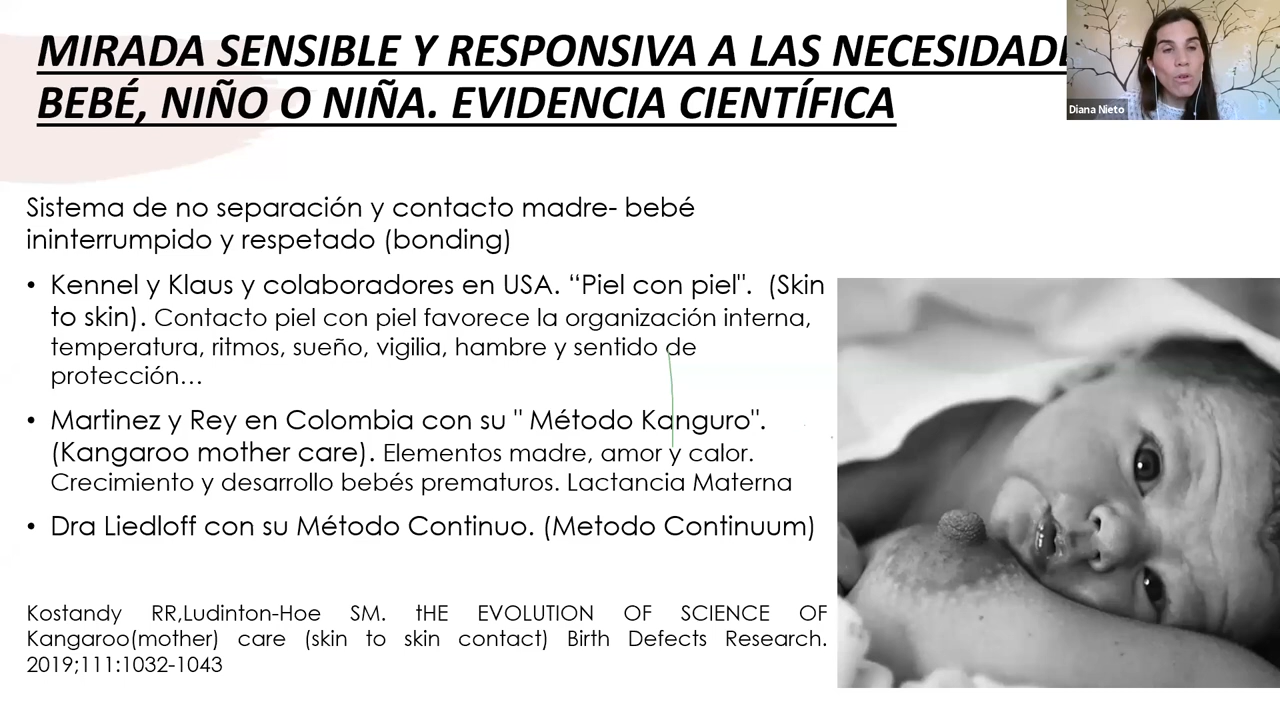 MIRADA SENSIBLE Y RESPONSIVA A LAS
BEBÉ, NIÑO O NIÑA. EVIDENCIA CIENTÍFICA
Diana Nieto
Sistema de no separación y contacto madre- bebé
ininterrumpido y respetado (bonding)
• Kennel y Klaus y colaboradores en USA. “Piel con piel". (Skin
to skin). Contacto piel con piel favorece la organización interna,
temperatura, ritmos, sueño, vigilia, hambre y sentido de
protección...
• Martinez y Rey en Colombia con su " Método Kanguro".
(Kangaroo mother care). Elementos madre, amor y calor.
Crecimiento y desarrollo bebés prematuros. Lactancia Materna
• Dra Liedloff con su Método Continuo. (Metodo Continuum)
Kostandy RR,Ludinton-Hoe SM. tHE EVOLUTION OF SCIENCE OF
Kangaroo(mother) care (skin to skin contact) Birth Defects Research.
2019;111:1032-1043